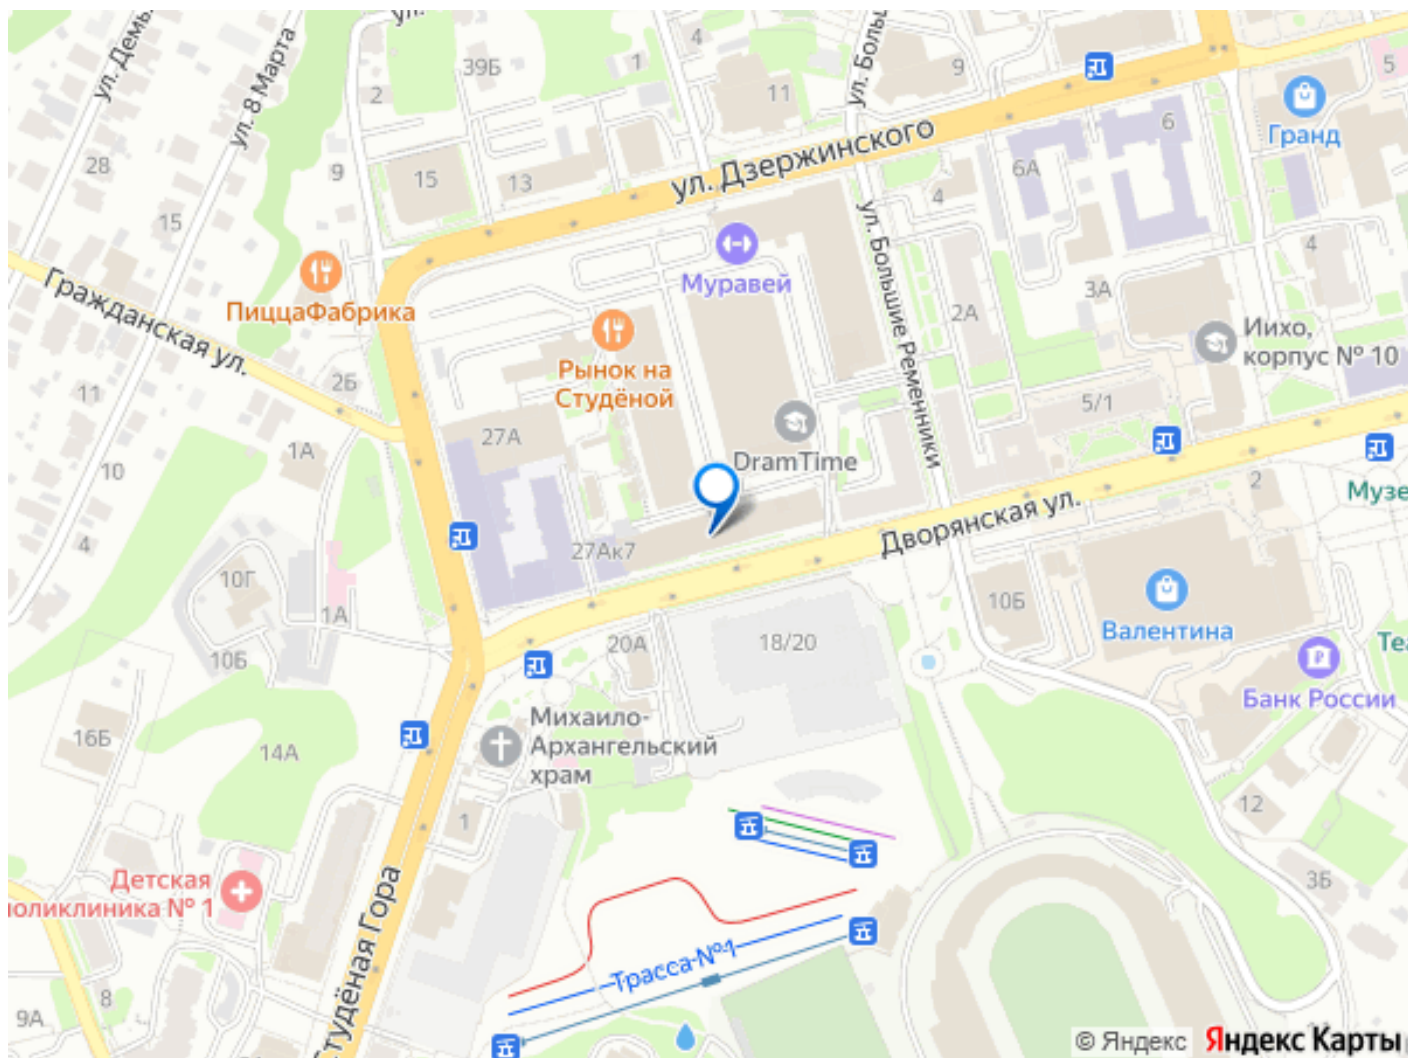 ул.
ул. Демь
ул. 8 Марта
ул. Боль
39Б
4
1
2
9
11
5
28
15
9
15
13
ул. Дзержинского
6
6А
4
Гранд
ул. Большие Ременники
4
Муравей
ПиццаФабрика
Гражданская ул.
3А
2А
Иихо,
корпус № 10
Рынок на
Студёной
11
2Б
5/1
27А
1А
10
DramTime
2
Музе
4
27Ак7
Дворянская ул.
10Г
1А
10Б
10Б
20А
18/20
Валентина
Теа
Банк России
16Б
14А
Михаило-
Архангельский
храм
1
12
3Б
Детская
поликлиника № 1
Студёная Гора
Трасса №1
8
9А
© Яндекс
Яндекс Карты